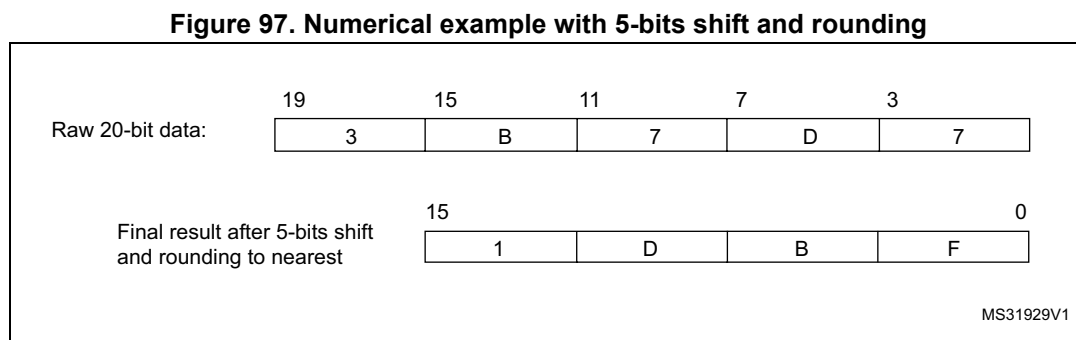 Figure 97. Numerical example with 5-bits shift and rounding
19 15 11 7 3
Raw 20-bit data: 3 B 7 D 7
15 0
Final result after 5-bits shift
and rounding to nearest 1 D B F
MS31929V1